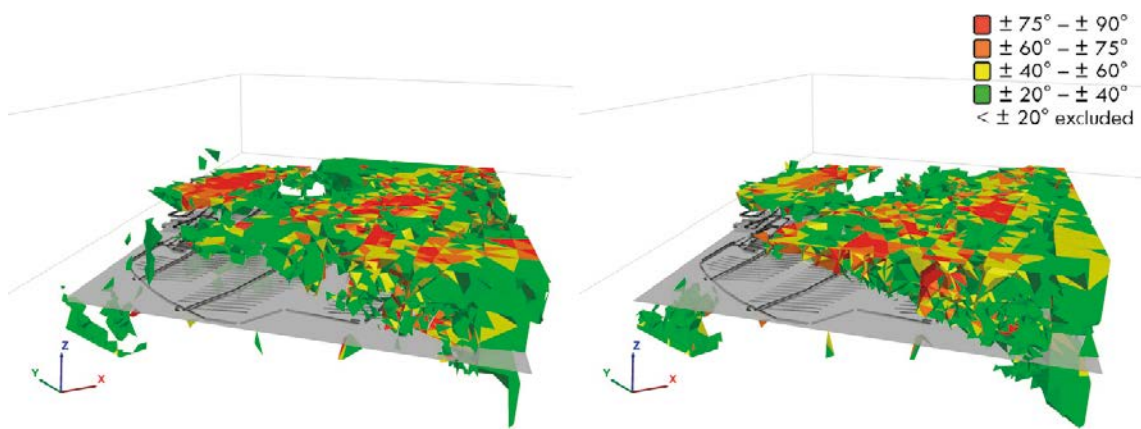 ± 75° – ± 90°
± 60° – ± 75°
± 40° – ± 60°
± 20° – ± 40°
< ± 20° excluded
Z
Y
X
Z
Y
X